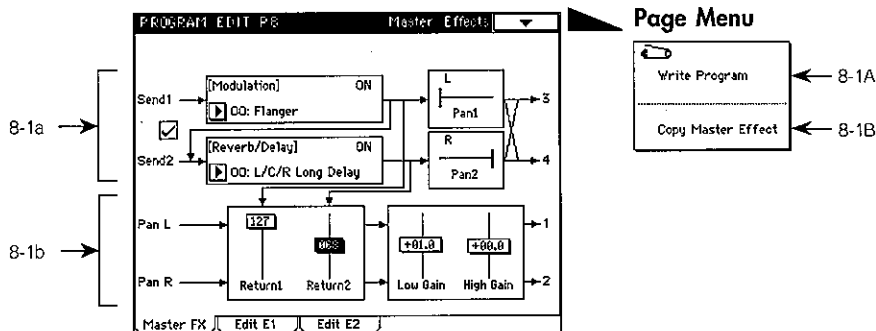 PROGRAM EDIT P8 Master Effects
Page Menu
Write Program
8-1A
Copy Master Effect
8-1B
8-1a
Send1
[Modulation] ON
00: Flanger
L
Pan1
3
Send2
[Reverb/Delay] ON
00: L/C/R Long Delay
R
Pan2
4
8-1b
Pan L
Pan R
127
068
Return1 Return2
+01.0 +00.0
Low Gain High Gain
1
2
Master FX Edit E1 Edit E2